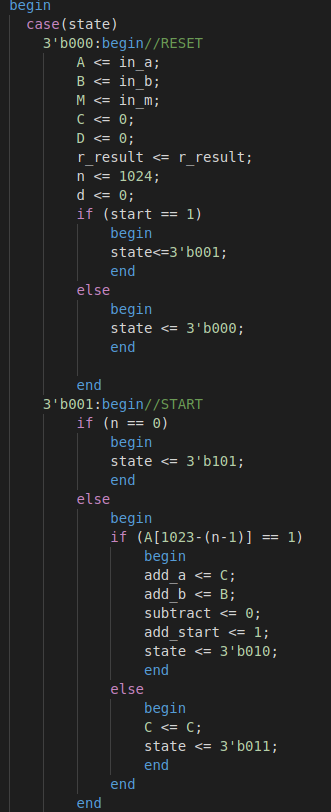 begin
case(state)
3'b000:begin//RESET
A <= in_a;
B <= in_b;
M <= in_m;
C <= 0;
D <= 0;
r_result <= r_result;
n <= 1024;
d <= 0;
if (start == 1)
begin
state<=3'b001;
end
else
begin
state <= 3'b000;
end
end
3'b001:begin//START
if (n == 0)
begin
state <= 3'b101;
end
else
begin
if (A[1023-(n-1)] == 1)
begin
add_a <= C;
add_b <= B;
subtract <= 0;
add_start <= 1;
state <= 3'b010;
end
else
begin
C <= C;
state <= 3'b011;
end
end
end